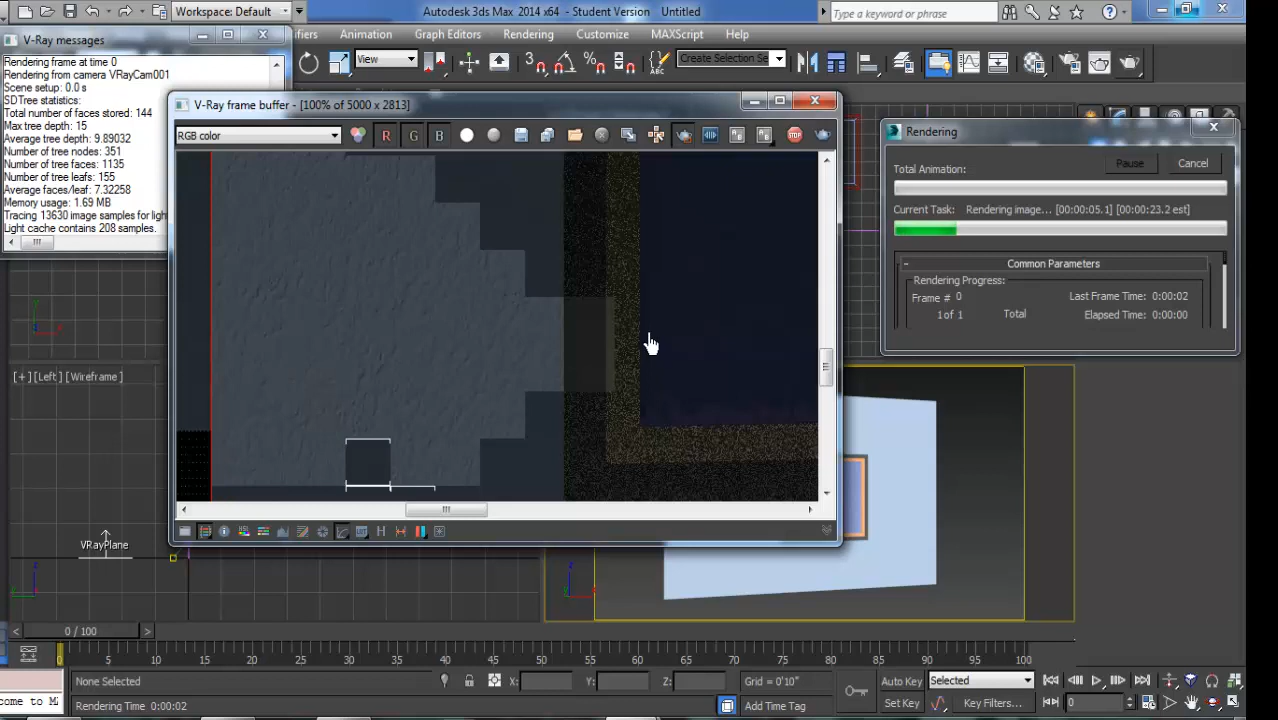 Workspace: Default
Autodesk 3ds Max 2014 x64 - Student Version Untitled
Type a keyword or phrase
V-Ray messages
ifiers Animation Graph Editors Rendering Customize MAXScript Help
View
Create Selection Se
Rendering frame at time 0
Rendering from camera VRayCam001
Scene setup: 0.0 s
SDTree statistics:
Total number of faces stored: 144
Max tree depth: 15
Average tree depth: 9.89032
Number of tree nodes: 351
Number of tree faces: 1135
Number of tree leafs: 155
Average faces/leaf: 7.32258
Memory usage: 1.69 MB
Tracing 13630 image samples for light
Light cache contains 208 samples.
V-Ray frame buffer - [100% of 5000 x 2813]
RGB color
R G B
STOP
H
Rendering
Pause Cancel
Total Animation:
Current Task: Rendering image... [00:00:05.1] [00:00:23.2 est]
Common Parameters
Rendering Progress:
Frame # 0
Last Frame Time: 0:00:02
1 of 1 Total
Elapsed Time: 0:00:00
[+] [Left] [Wireframe]
VRayPlane
0 / 100
0 5 10 15 20 25 30 35 40 45 50 55 60 65 70 75 80 85 90 95 100
None Selected
X: Y: Z:
Grid = 0'10"
Auto Key
Selected
ome to M
Rendering Time 0:00:02
Add Time Tag
Set Key
Key Filters...
0